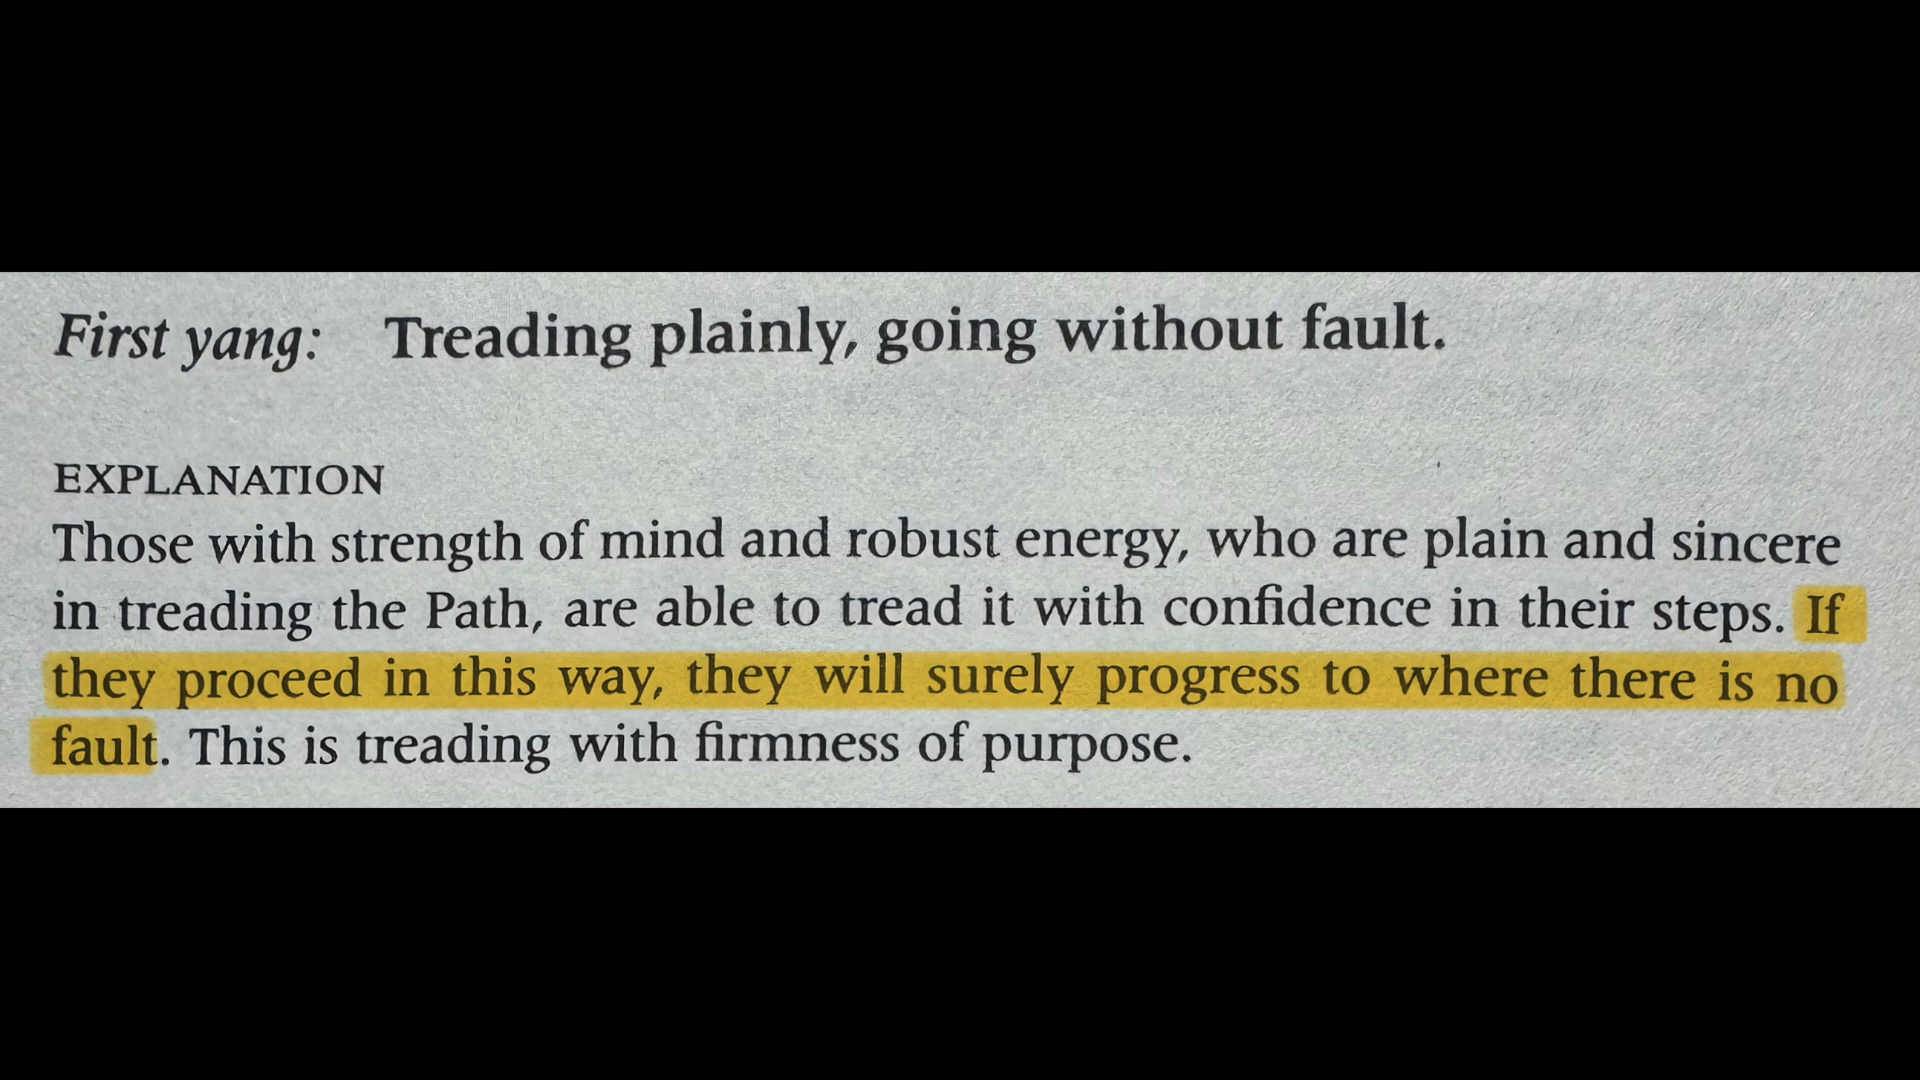 First yang: Treading plainly, going without fault.
EXPLANATION
Those with strength of mind and robust energy, who are plain and sincere
in treading the Path, are able to tread it with confidence in their steps. If
they proceed in this way, they will surely progress to where there is no
fault. This is treading with firmness of purpose.